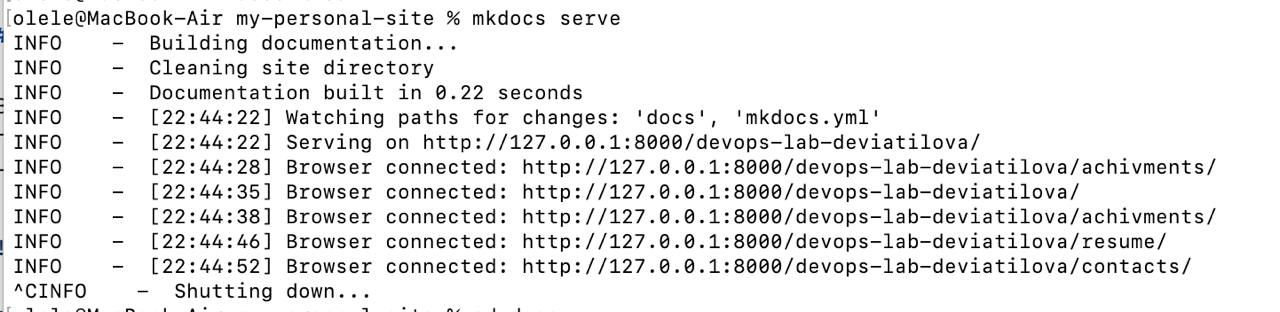 [olele@MacBook-Air my-personal-site % mkdocs serve
INFO    -  Building documentation...
INFO    -  Cleaning site directory
INFO    -  Documentation built in 0.22 seconds
INFO    -  [22:44:22] Watching paths for changes: 'docs', 'mkdocs.yml'
INFO    -  [22:44:22] Serving on http://127.0.0.1:8000/devops-lab-deviatilova/
INFO    -  [22:44:28] Browser connected: http://127.0.0.1:8000/devops-lab-deviatilova/achivments/
INFO    -  [22:44:35] Browser connected: http://127.0.0.1:8000/devops-lab-deviatilova/
INFO    -  [22:44:38] Browser connected: http://127.0.0.1:8000/devops-lab-deviatilova/achivments/
INFO    -  [22:44:46] Browser connected: http://127.0.0.1:8000/devops-lab-deviatilova/resume/
INFO    -  [22:44:52] Browser connected: http://127.0.0.1:8000/devops-lab-deviatilova/contacts/
^CINFO    -  Shutting down...